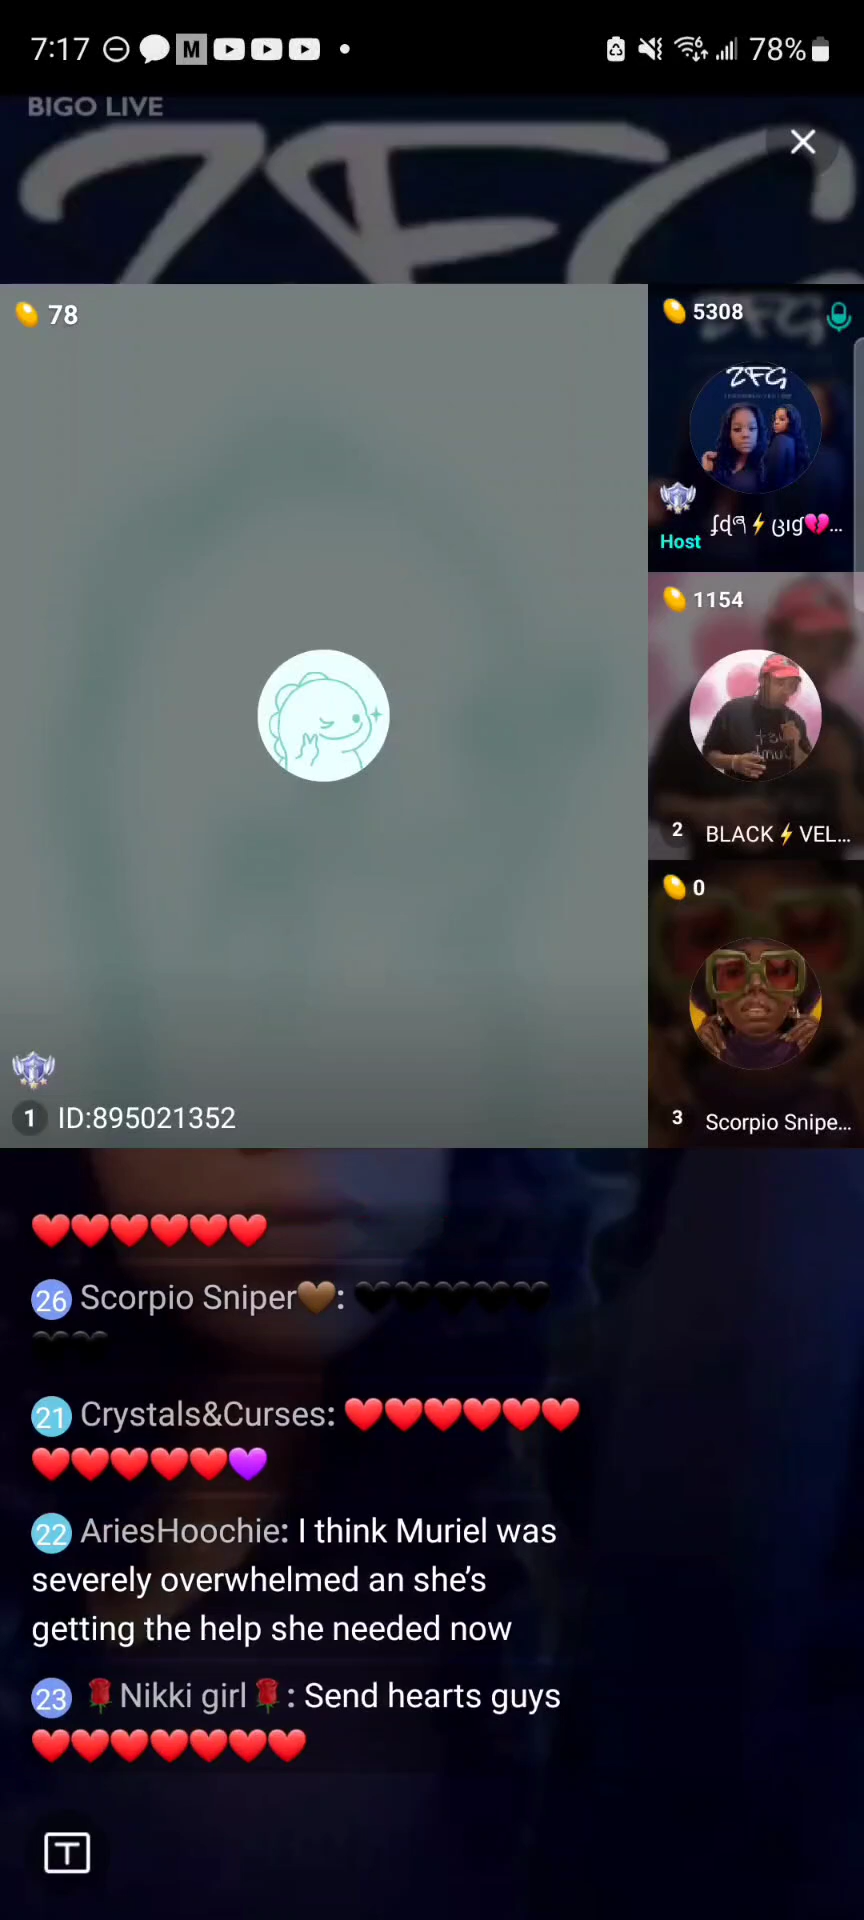 7:17 M 78%
BIGO LIVE
ZFG
78
5308
ZFG
Host
1154
2 BLACK⚡VEL...
0
3 Scorpio Snipe...
1 ID:895021352
❤️❤️❤️❤️❤️❤️
26 Scorpio Sniper🤎: 🖤🖤🖤🖤🖤
🖤🖤
21 Crystals&Curses: ❤️❤️❤️❤️❤️❤️
❤️❤️❤️❤️❤️💜
22 AriesHoochie: I think Muriel was
severely overwhelmed an she’s
getting the help she needed now
23 🌹Nikki girl🌹: Send hearts guys
❤️❤️❤️❤️❤️❤️❤️
T